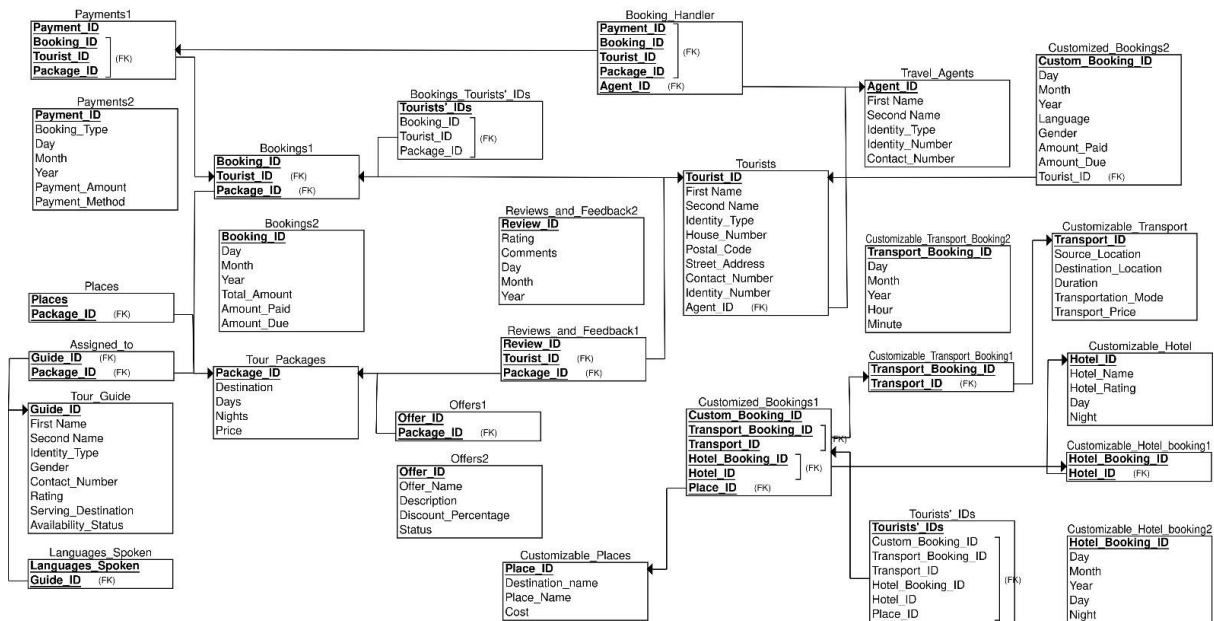 Payments1
Payment_ID
Booking_ID
Tourist_ID
Package_ID
(FK)
Payments2
Payment_ID
Booking_Type
Day
Month
Year
Payment_Amount
Payment_Method
Places
Places
Package_ID (FK)
Assigned_to
Guide_ID (FK)
Package_ID (FK)
Tour_Guide
Guide_ID
First Name
Second Name
Identity_Type
Gender
Contact_Number
Rating
Serving_Destination
Availability_Status
Languages_Spoken
Languages_Spoken
Guide_ID (FK)
Bookings1
Booking_ID
Tourist_ID (FK)
Package_ID (FK)
Bookings2
Booking_ID
Day
Month
Year
Total_Amount
Amount_Paid
Amount_Due
Tour_Packages
Package_ID
Destination
Days
Nights
Price
Bookings_Tourists'_IDs
Tourists'_IDs
Booking_ID
Tourist_ID
Package_ID
(FK)
Offers1
Offer_ID
Package_ID (FK)
Offers2
Offer_ID
Offer_Name
Description
Discount_Percentage
Status
Booking_Handler
Payment_ID
Booking_ID
Tourist_ID
Package_ID
(FK)
Agent_ID (FK)
Reviews_and_Feedback2
Review_ID
Rating
Comments
Day
Month
Year
Reviews_and_Feedback1
Review_ID
Tourist_ID (FK)
Package_ID (FK)
Customizable_Places
Place_ID
Destination_name
Place_Name
Cost
Tourists
Tourist_ID
First Name
Second Name
Identity_Type
House_Number
Postal_Code
Street_Address
Contact_Number
Identity_Number
Agent_ID (FK)
Customized_Bookings1
Custom_Booking_ID
Transport_Booking_ID
Transport_ID
(FK)
Hotel_Booking_ID
Hotel_ID
(FK)
Place_ID (FK)
Travel_Agents
Agent_ID
First Name
Second Name
Identity_Type
Identity_Number
Contact_Number
Customizable_Transport_Booking2
Transport_Booking_ID
Day
Month
Year
Hour
Minute
Customizable_Transport_Booking1
Transport_Booking_ID
Transport_ID (FK)
Tourists'_IDs
Tourists'_IDs
Custom_Booking_ID
Transport_Booking_ID
Transport_ID
Hotel_Booking_ID
Hotel_ID
Place_ID
(FK)
Customized_Bookings2
Custom_Booking_ID
Day
Month
Year
Language
Gender
Amount_Paid
Amount_Due
Tourist_ID (FK)
Customizable_Transport
Transport_ID
Source_Location
Destination_Location
Duration
Transportation_Mode
Transport_Price
Customizable_Hotel
Hotel_ID
Hotel_Name
Hotel_Rating
Day
Night
Customizable_Hotel_booking1
Hotel_Booking_ID
Hotel_ID (FK)
Customizable_Hotel_booking2
Hotel_Booking_ID
Day
Month
Year
Day
Night